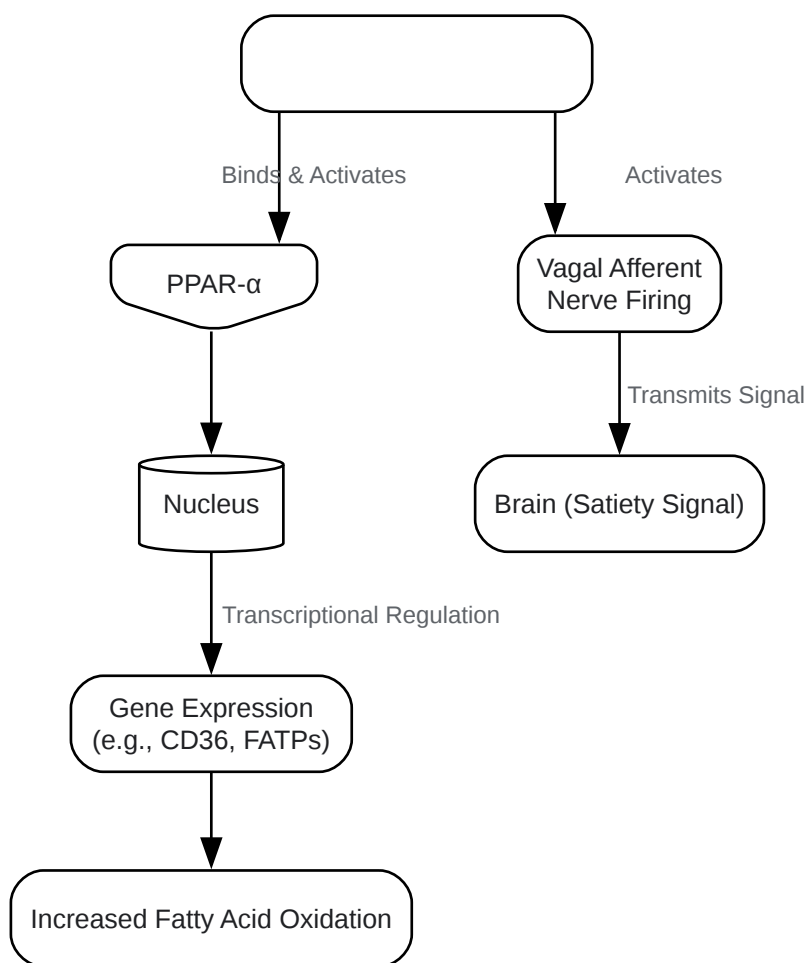 Binds & Activates
Activates
PPAR-α
Vagal Afferent
Nerve Firing
Transmits Signal
Nucleus
Brain (Satiety Signal)
Transcriptional Regulation
Gene Expression
(e.g., CD36, FATPs)
Increased Fatty Acid Oxidation